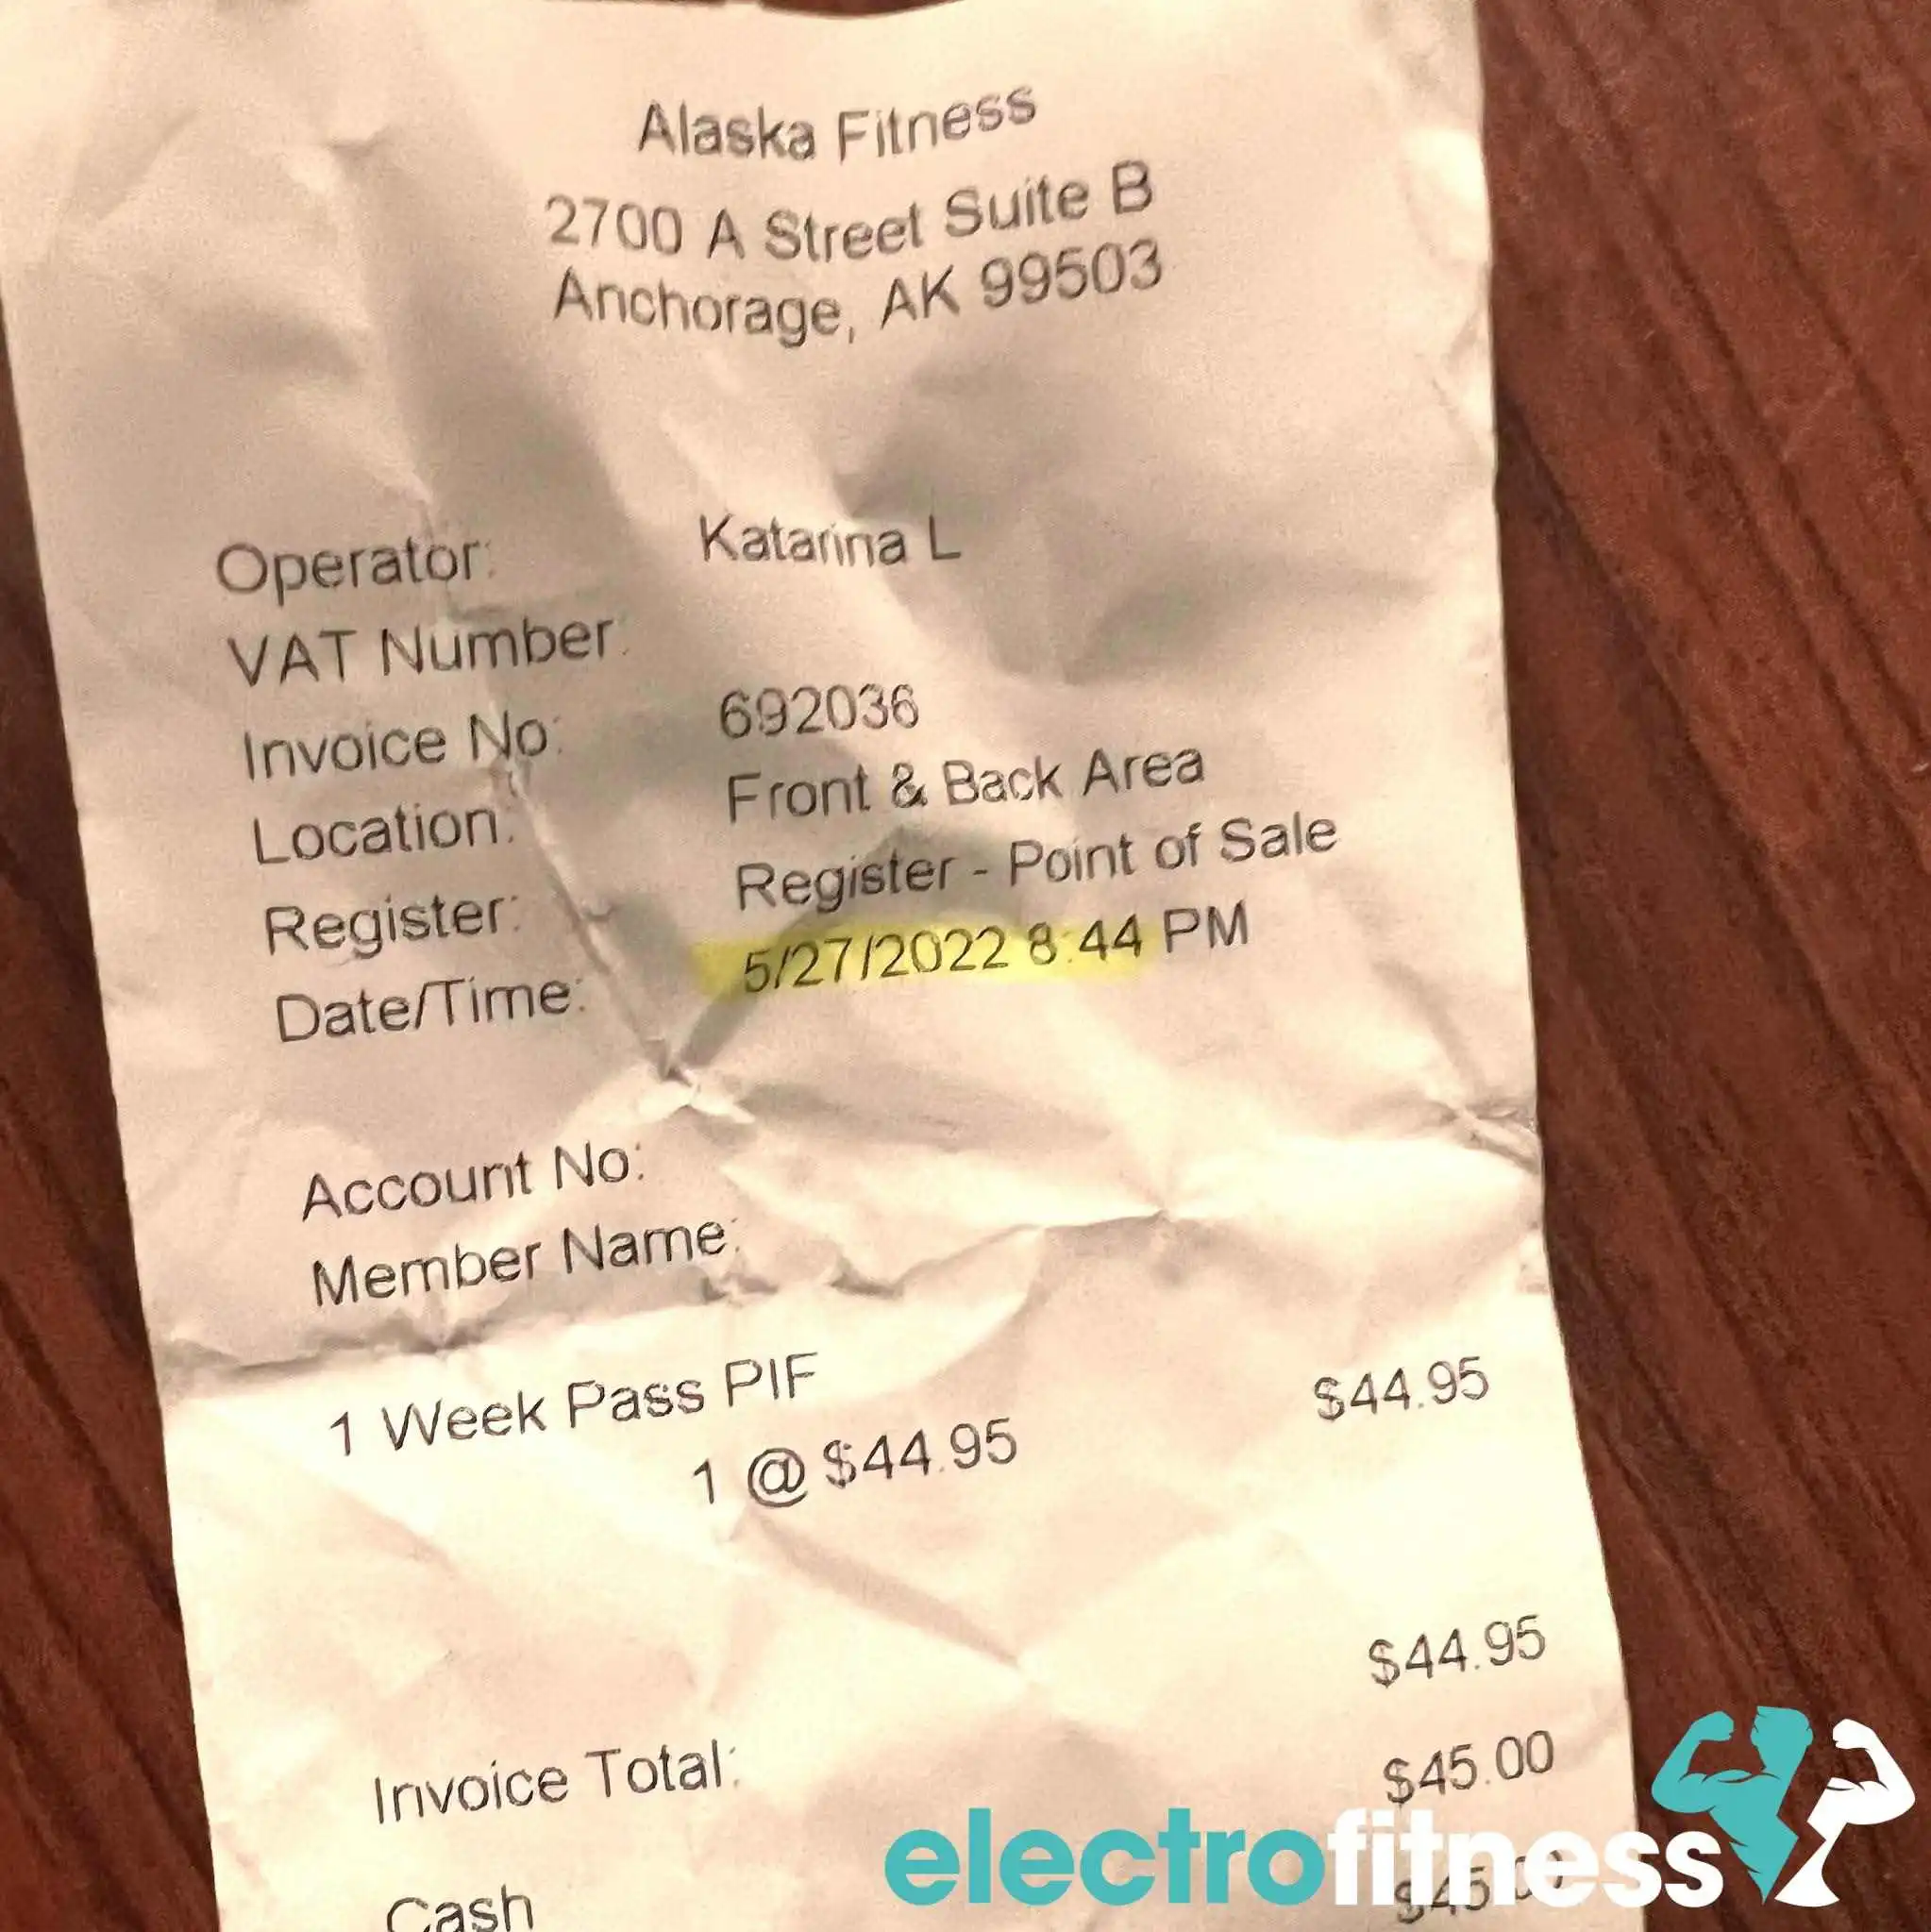 Alaska Fitness
2700 A Street Suite B
Anchorage, AK 99503
Operator: Katarina L
VAT Number:
Invoice No: 692036
Location: Front & Back Area
Register: Register - Point of Sale
Date/Time: 5/27/2022 8:44 PM
Account No:
Member Name:
1 Week Pass PIF $44.95
1 @ $44.95
Invoice Total: $44.95
Cash $45.00
$45.00
electrofitness